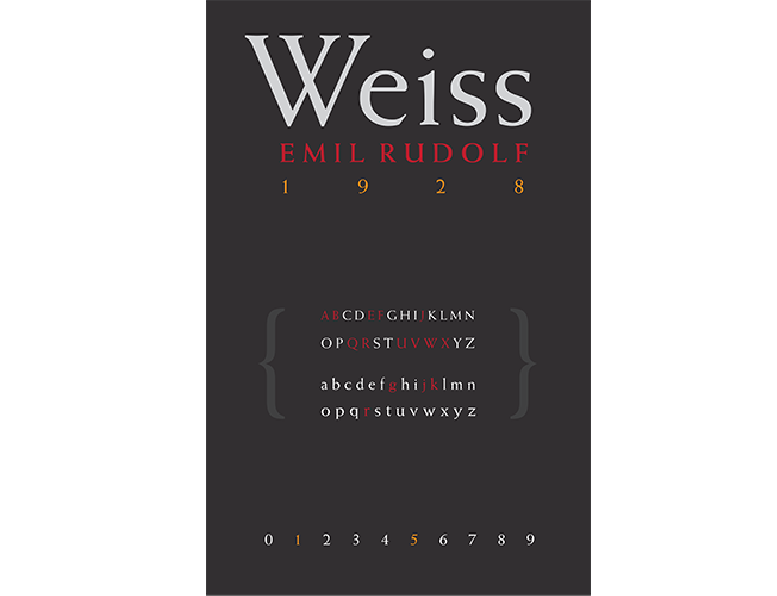 Weiss
EMIL RUDOLF
1 9 2 8
{ ABCDEFGHIJKLMN }
OPQRSTUVWXYZ
abcdefghijklmn
opqrstuvwxyz
0 1 2 3 4 5 6 7 8 9